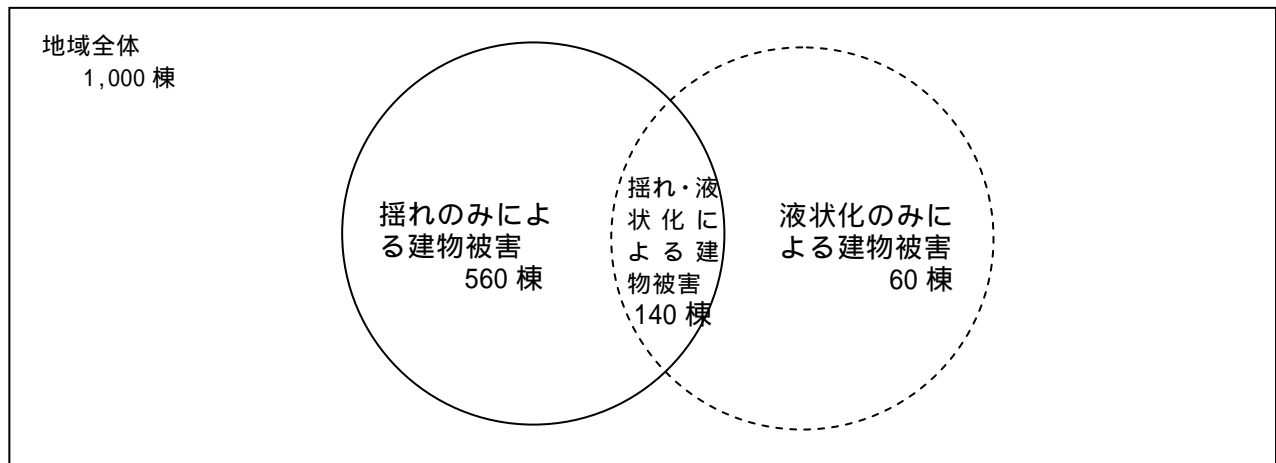 地域全体
1,000 棟
揺れのみによ
る建物被害
560 棟
揺れ・液
状化に
よる建
物被害
140 棟
液状化のみに
よる建物被害
60 棟